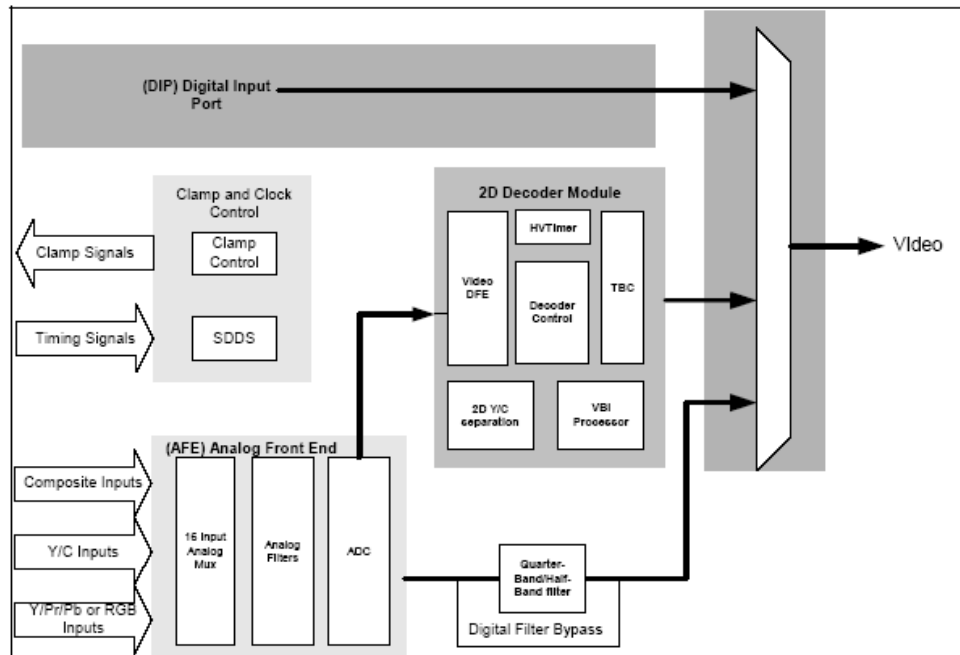 (DIP) Digital Input
Port
Clamp and Clock
Control
Clamp
Control
SDDS
Clamp Signals
Timing Signals
2D Decoder Module
HVTimer
Video
DFE
Decoder
Control
TBC
2D Y/C
separation
VBI
Processor
Video
(AFE) Analog Front End
Composite Inputs
Y/C Inputs
Y/Pr/Pb or RGB
Inputs
16 Input
Analog
Mux
Analog
Filters
ADC
Quarter-
Band/Half-
Band filter
Digital Filter Bypass